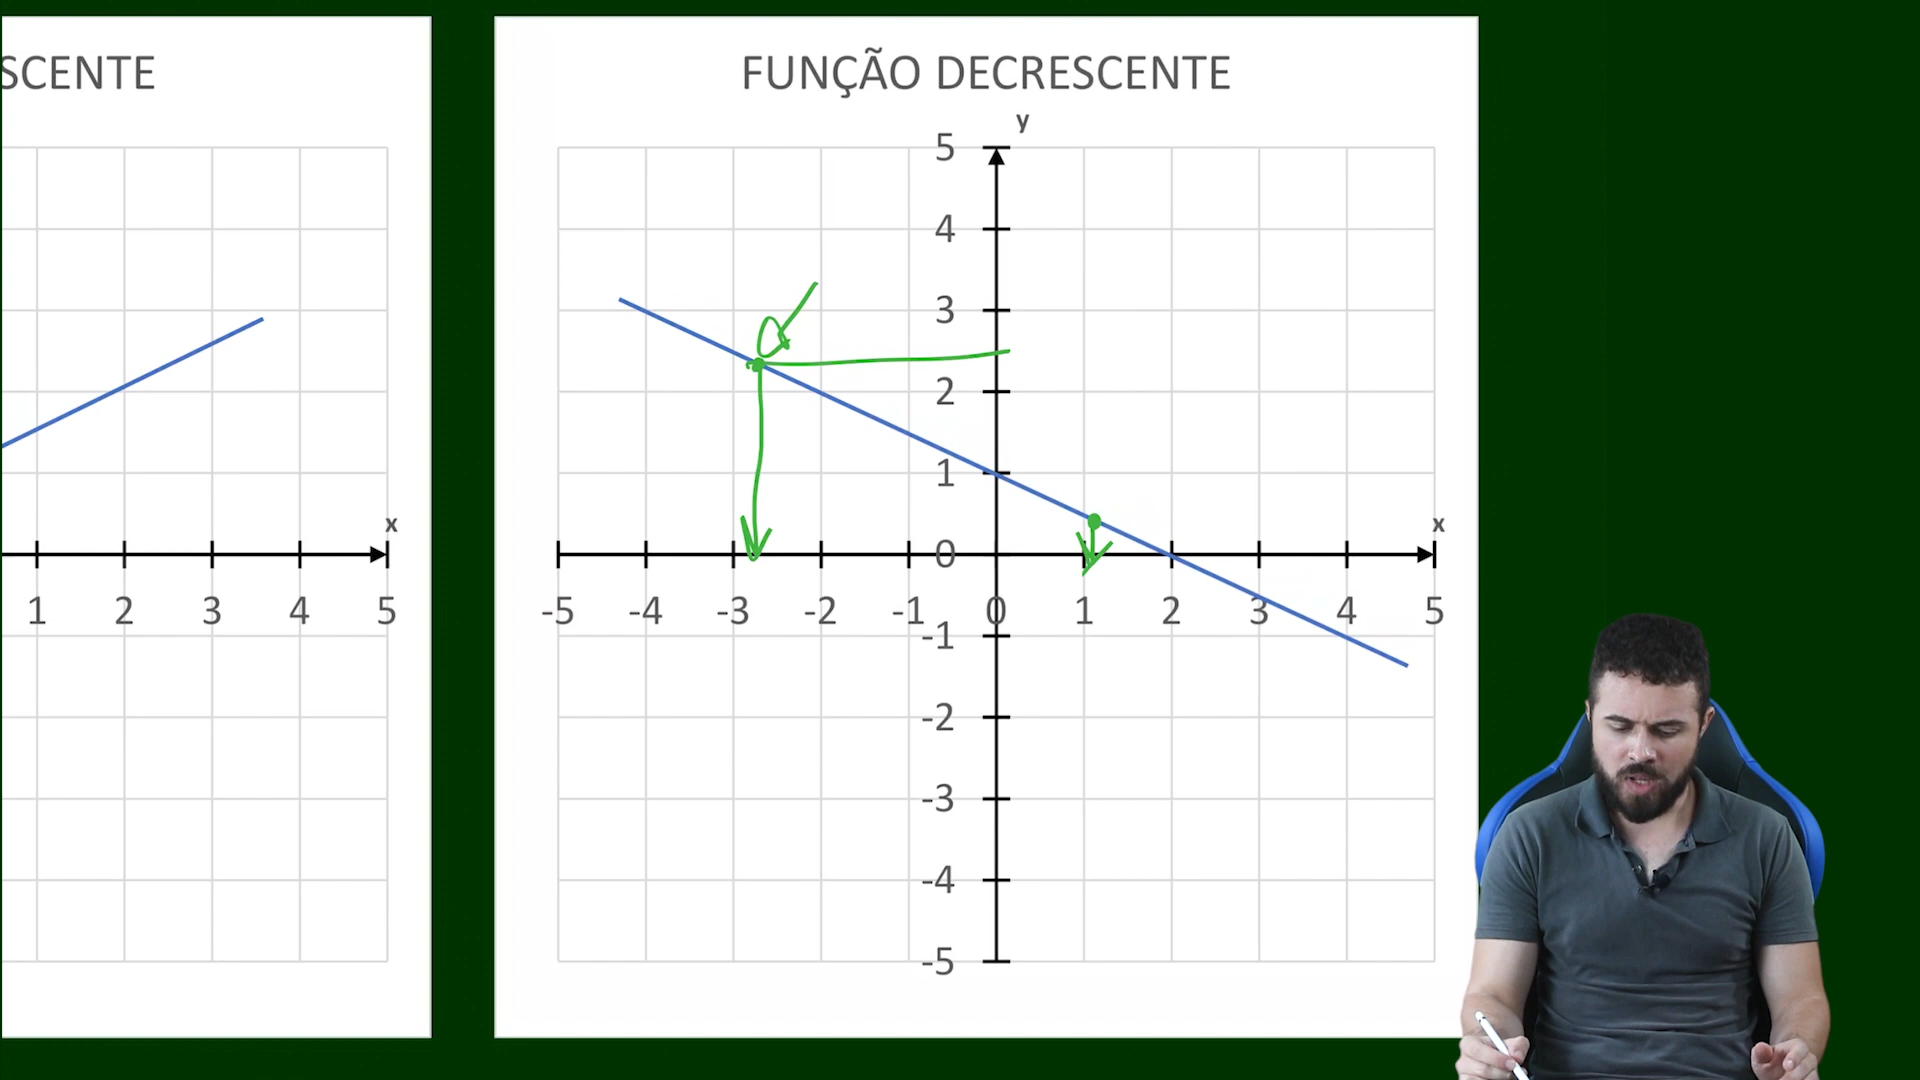 SCENTE
x
1 2 3 4 5
FUNÇÃO DECRESCENTE
y
5
4
3
2
1
0
x
-5 -4 -3 -2 -1 0 1 2 3 4 5
-1
-2
-3
-4
-5